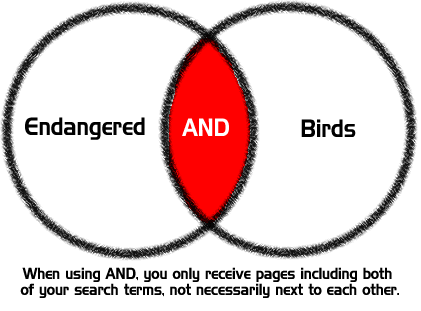 Endangered AND Birds
When using AND, you only receive pages including both
of your search terms, not necessarily next to each other.